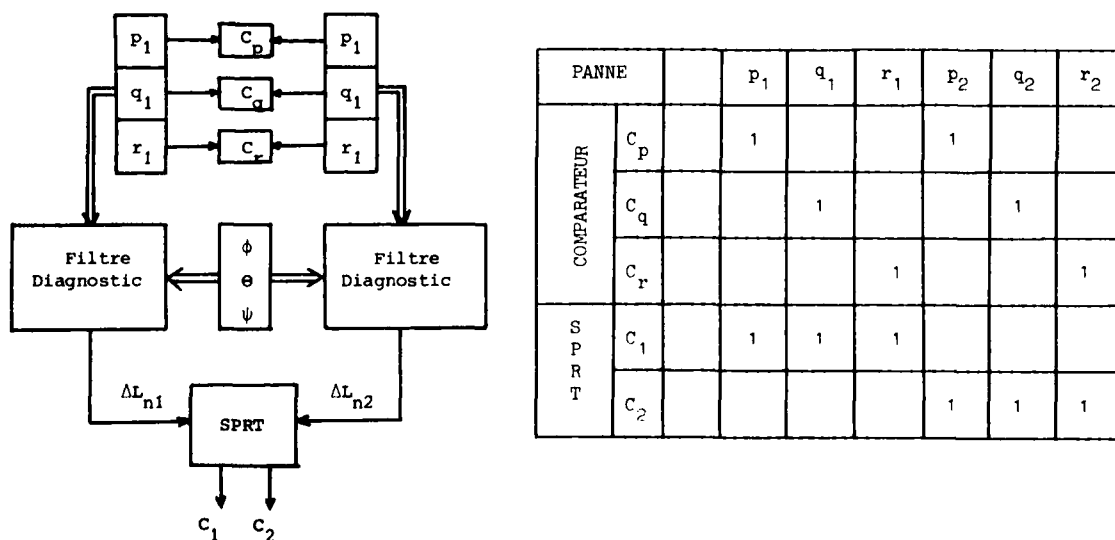 p1 Cp p1
q1 Cq q1
r1 Cr r1
Filtre
Diagnostic
ϕ
θ
ψ
Filtre
Diagnostic
ΔLn1
SPRT
ΔLn2
C1 C2
PANNE p1 q1 r1 p2 q2 r2
COMPARATEUR
Cp 1 1
Cq 1 1
Cr 1 1
SPRT
C1 1 1 1
C2 1 1 1